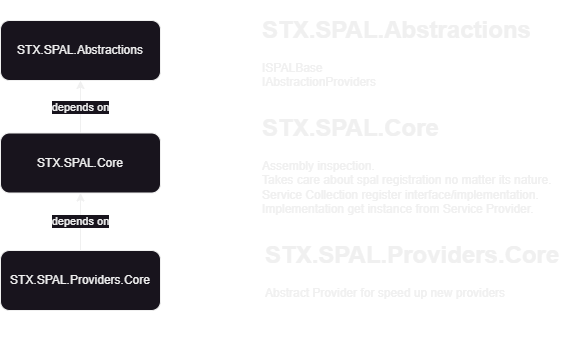 STX.SPAL.Abstractions
depends on
STX.SPAL.Core
depends on
STX.SPAL.Providers.Core
STX.SPAL.Abstractions
ISPALBase
IAbstractionProviders
STX.SPAL.Core
Assembly inspection.
Takes care about spal registration no matter its nature.
Service Collection register interface/implementation.
Implementation get instance from Service Provider.
STX.SPAL.Providers.Core
Abstract Provider for speed up new providers